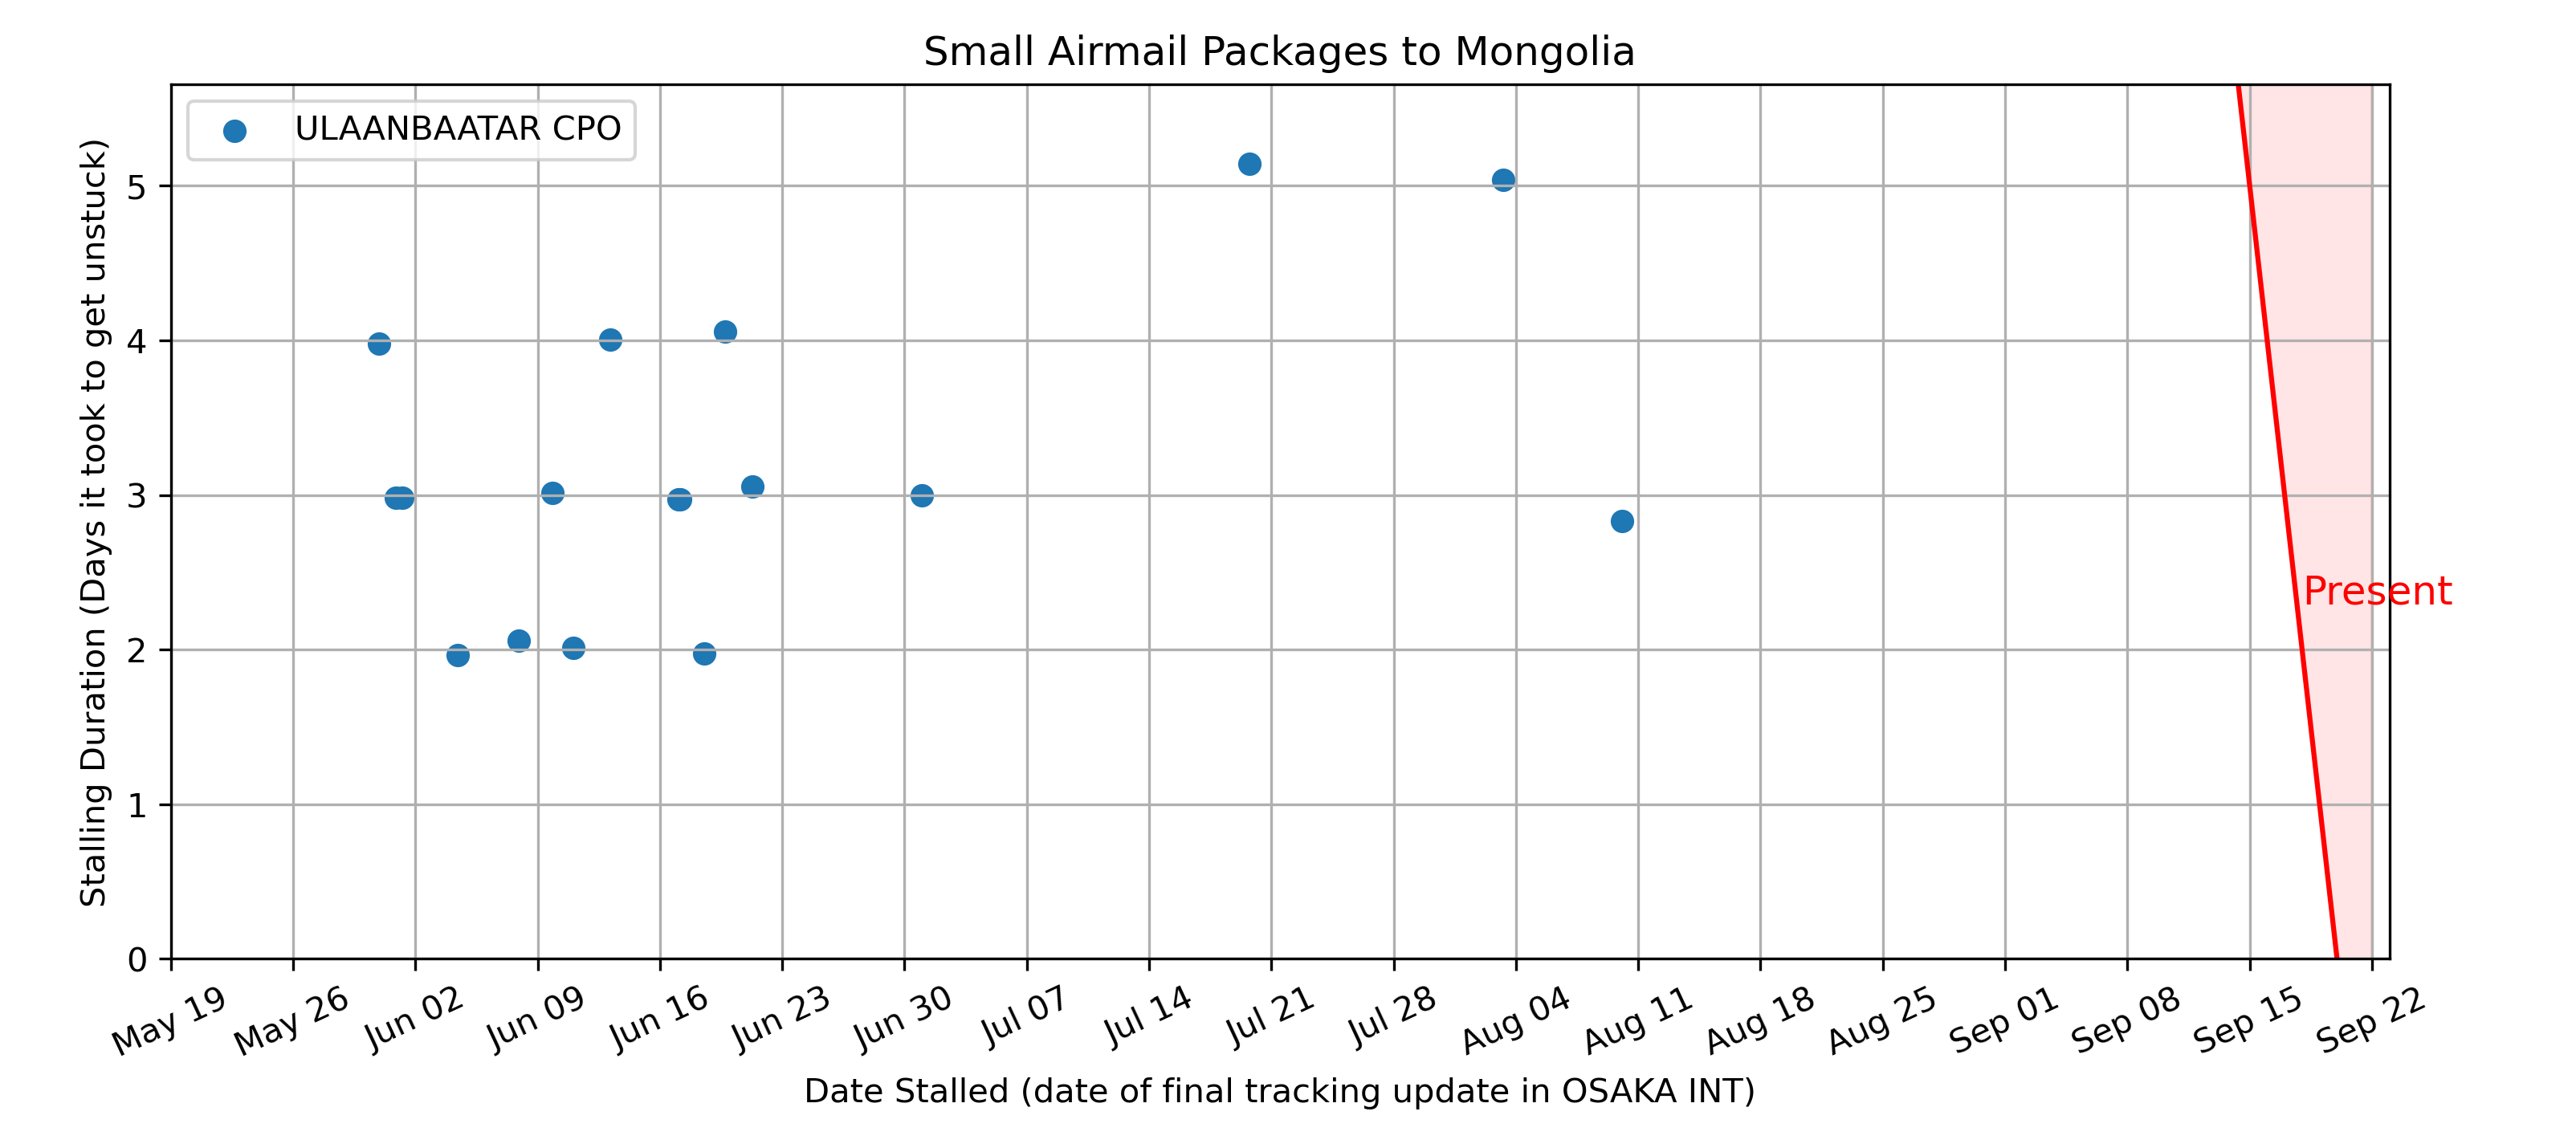 Small Airmail Packages to Mongolia
ULAANBAATAR CPO
Stalling Duration (Days it took to get unstuck)
5
4
3
2
1
0
Present
May 19
May 26
Jun 02
Jun 09
Jun 16
Jun 23
Jun 30
Jul 07
Jul 14
Jul 21
Jul 28
Aug 04
Aug 11
Aug 18
Aug 25
Sep 01
Sep 08
Sep 15
Sep 22
Date Stalled (date of final tracking update in OSAKA INT)